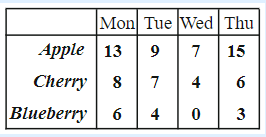 Mon Tue Wed Thu
Apple 13 9 7 15
Cherry 8 7 4 6
Blueberry 6 4 0 3